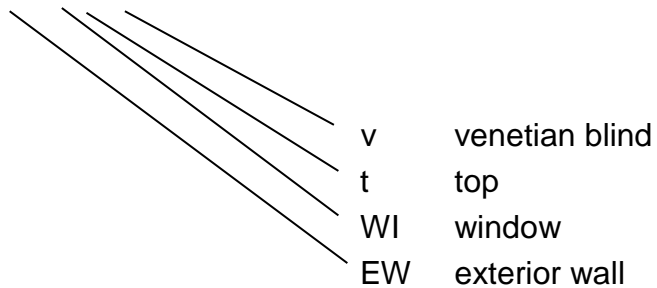 v venetian blind
t top
WI window
EW exterior wall